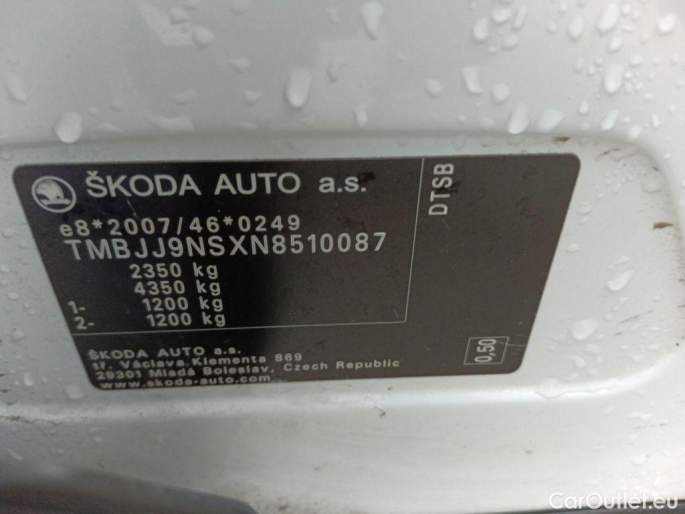 ŠKODA AUTO a.s.
e8*2007/46*0249
TMBJJ9NSXN8510087
2350 kg
4350 kg
1- 1200 kg
2- 1200 kg
DTSB
0,50
ŠKODA AUTO a.s.
tř. Václava Klementa 869
29301 Mladá Boleslav, Czech Republic
www.skoda-auto.com
CarOutlet.eu